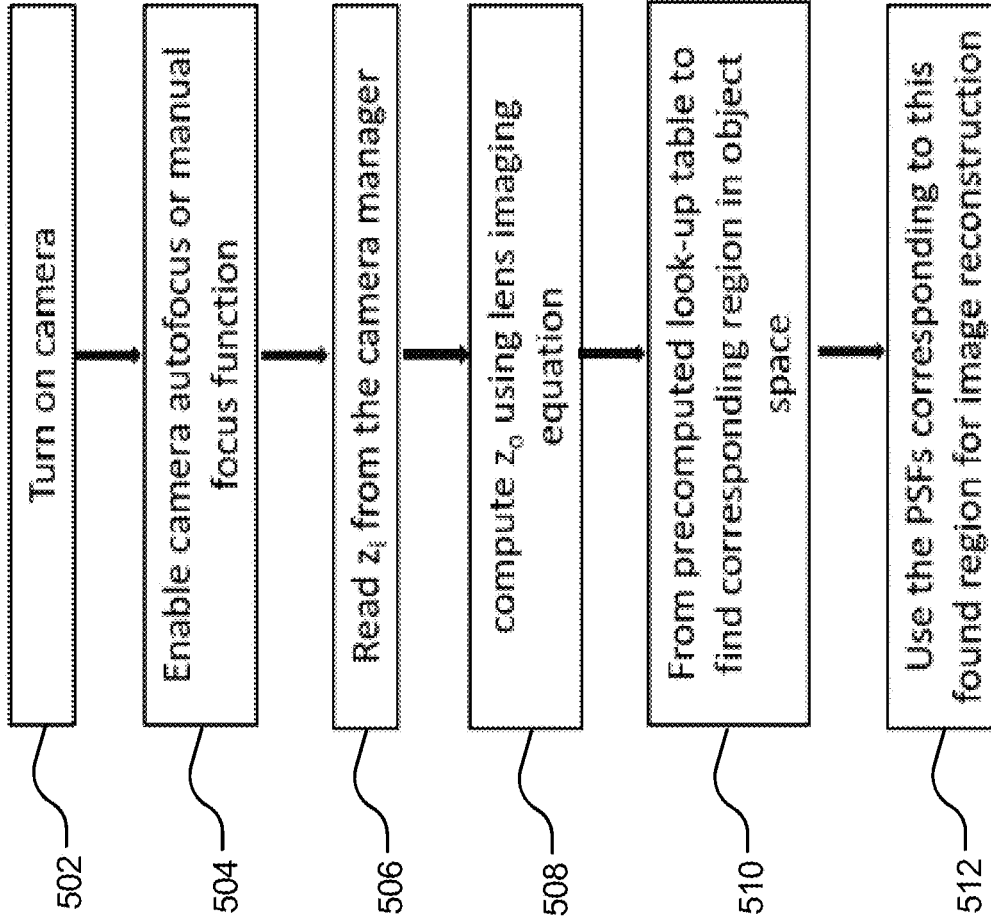 502
Turn on camera
504
Enable camera autofocus or manual
focus function
506
Read zᵢ from the camera manager
508
compute z₀ using lens imaging
equation
510
From precomputed look-up table to
find corresponding region in object
space
512
Use the PSFs corresponding to this
found region for image reconstruction